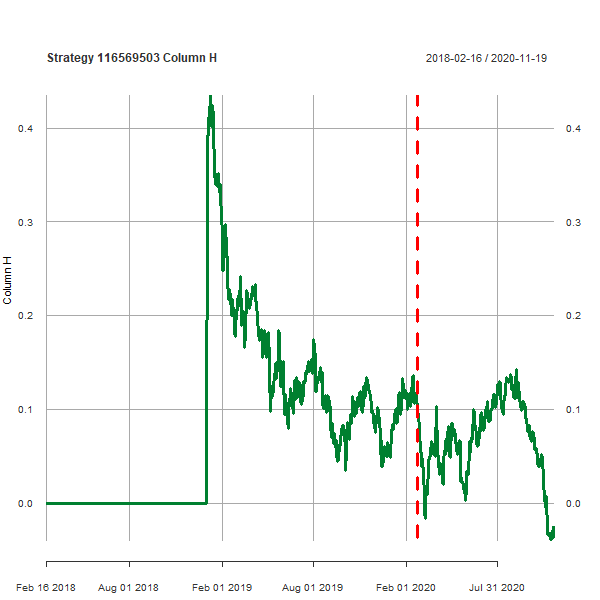 Strategy 116569503 Column H
2018-02-16 / 2020-11-19
Column H
0.4
0.3
0.2
0.1
0.0
0.4
0.3
0.2
0.1
0.0
Feb 16 2018
Aug 01 2018
Feb 01 2019
Aug 01 2019
Feb 01 2020
Jul 31 2020